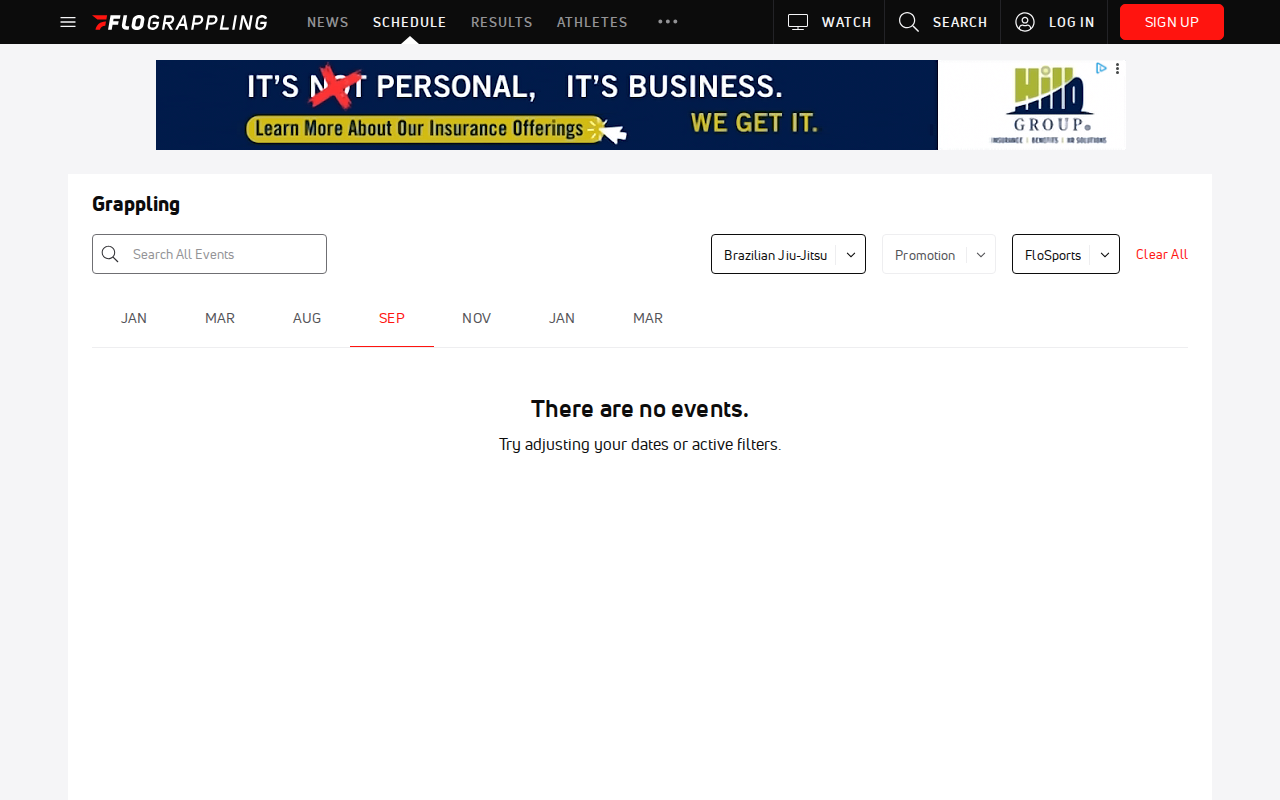 FLOGRAPPLING NEWS SCHEDULE RESULTS ATHLETES WATCH SEARCH LOG IN SIGN UP
IT'S NOT PERSONAL, IT'S BUSINESS.
Learn More About Our Insurance Offerings WE GET IT.
Hill
GROUP
INSURANCE | BENEFITS | HR SOLUTIONS
Grappling
Search All Events Brazilian Jiu-Jitsu Promotion FloSports Clear All
JAN MAR AUG SEP NOV JAN MAR
There are no events.
Try adjusting your dates or active filters.